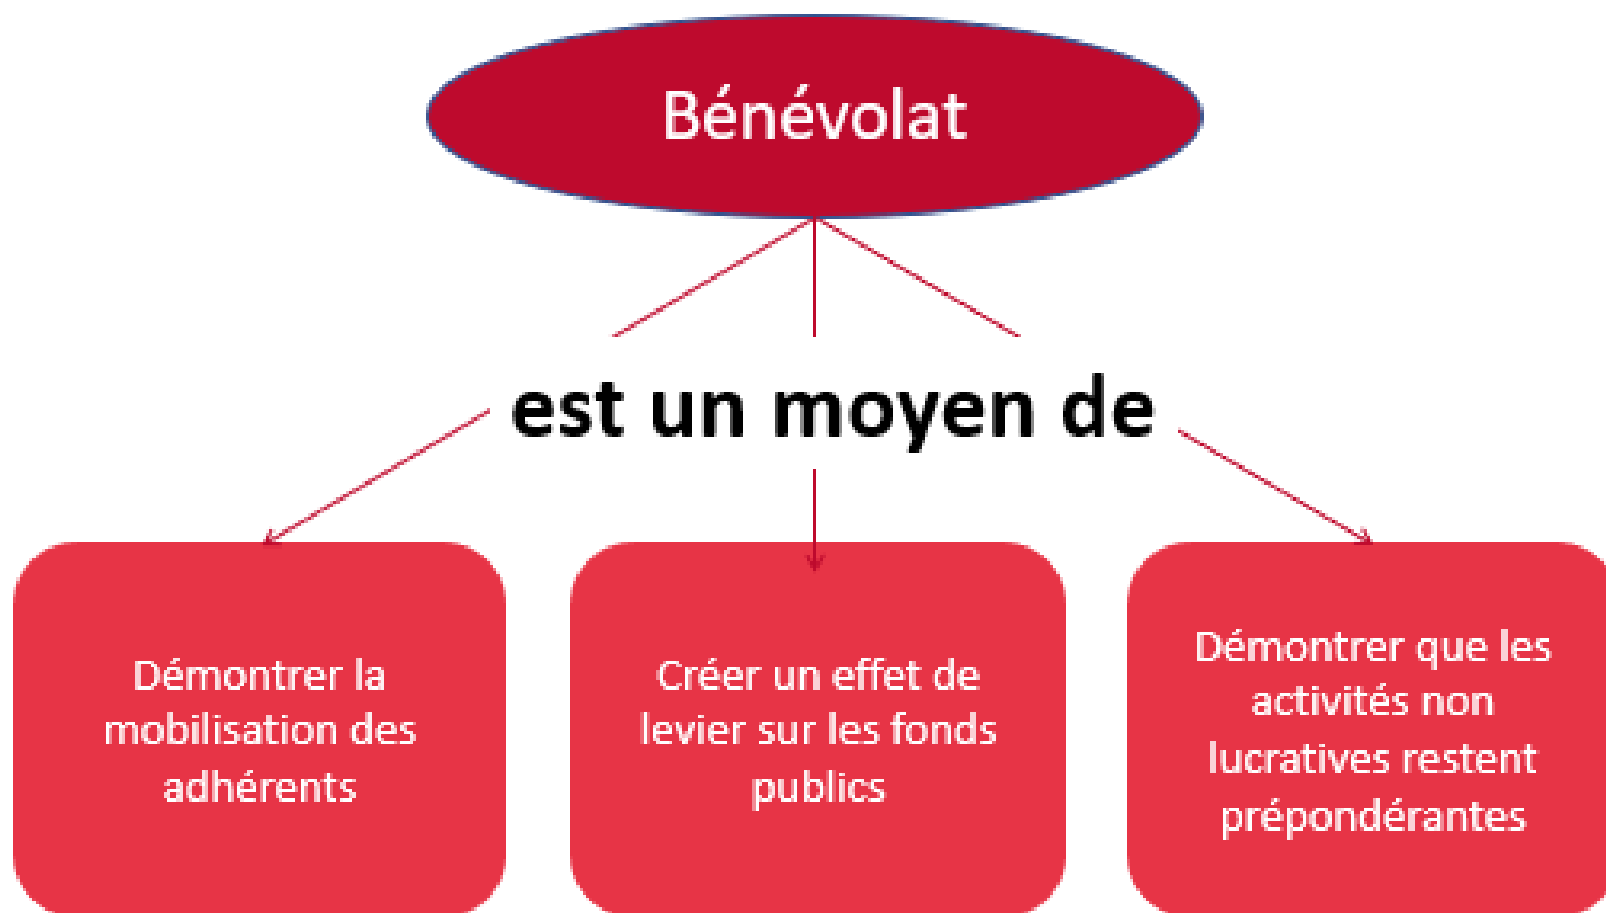 Bénévolat
est un moyen de
Démontrer la
mobilisation des
adhérents
Créer un effet de
levier sur les fonds
publics
Démontrer que les
activités non
lucratives restent
prépondérantes